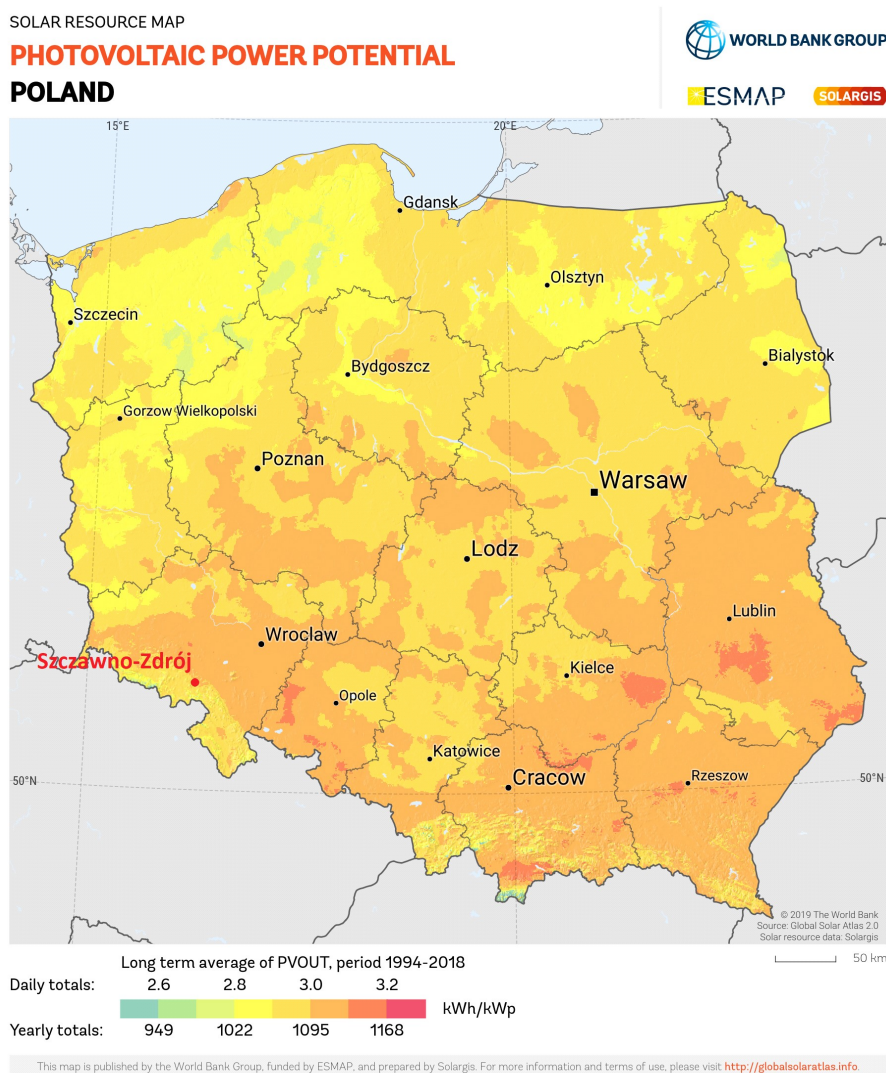 SOLAR RESOURCE MAP
PHOTOVOLTAIC POWER POTENTIAL
POLAND
WORLD BANK GROUP
ESMAP
SOLARGIS
15°E
20°E
Gdansk
Olsztyn
Szczecin
Bialystok
Bydgoszcz
Gorzow Wielkopolski
Poznan
Warsaw
Lodz
Lublin
Wroclaw
Szczawno-Zdrój
Kielce
Opole
Katowice
50°N
Cracow
Rzeszow
50°N
© 2019 The World Bank
Source: Global Solar Atlas 2.0
Solar resource data: Solargis
50 km
Long term average of PVOUT, period 1994-2018
Daily totals: 2.6 2.8 3.0 3.2
kWh/kWp
Yearly totals: 949 1022 1095 1168
This map is published by the World Bank Group, funded by ESMAP, and prepared by Solargis. For more information and terms of use, please visit http://globalsolaratlas.info.